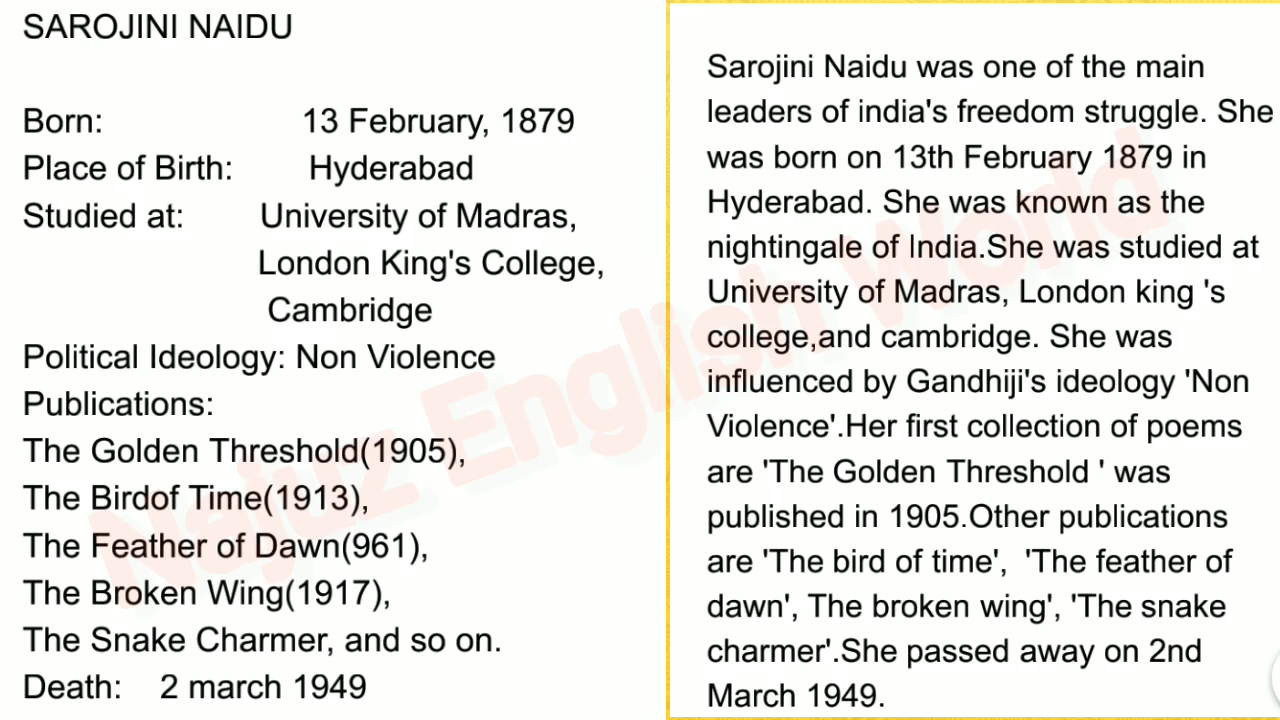 SAROJINI NAIDU
Born: 13 February, 1879
Place of Birth: Hyderabad
Studied at: University of Madras,
London King's College,
Cambridge
Political Ideology: Non Violence
Publications:
The Golden Threshold(1905),
The Birdof Time(1913),
The Feather of Dawn(961),
The Broken Wing(1917),
The Snake Charmer, and so on.
Death: 2 march 1949
Sarojini Naidu was one of the main
leaders of india's freedom struggle. She
was born on 13th February 1879 in
Hyderabad. She was known as the
nightingale of India.She was studied at
University of Madras, London king 's
college,and cambridge. She was
influenced by Gandhiji's ideology 'Non
Violence'.Her first collection of poems
are 'The Golden Threshold ' was
published in 1905.Other publications
are 'The bird of time', 'The feather of
dawn', The broken wing', 'The snake
charmer'.She passed away on 2nd
March 1949.
Najuz English World